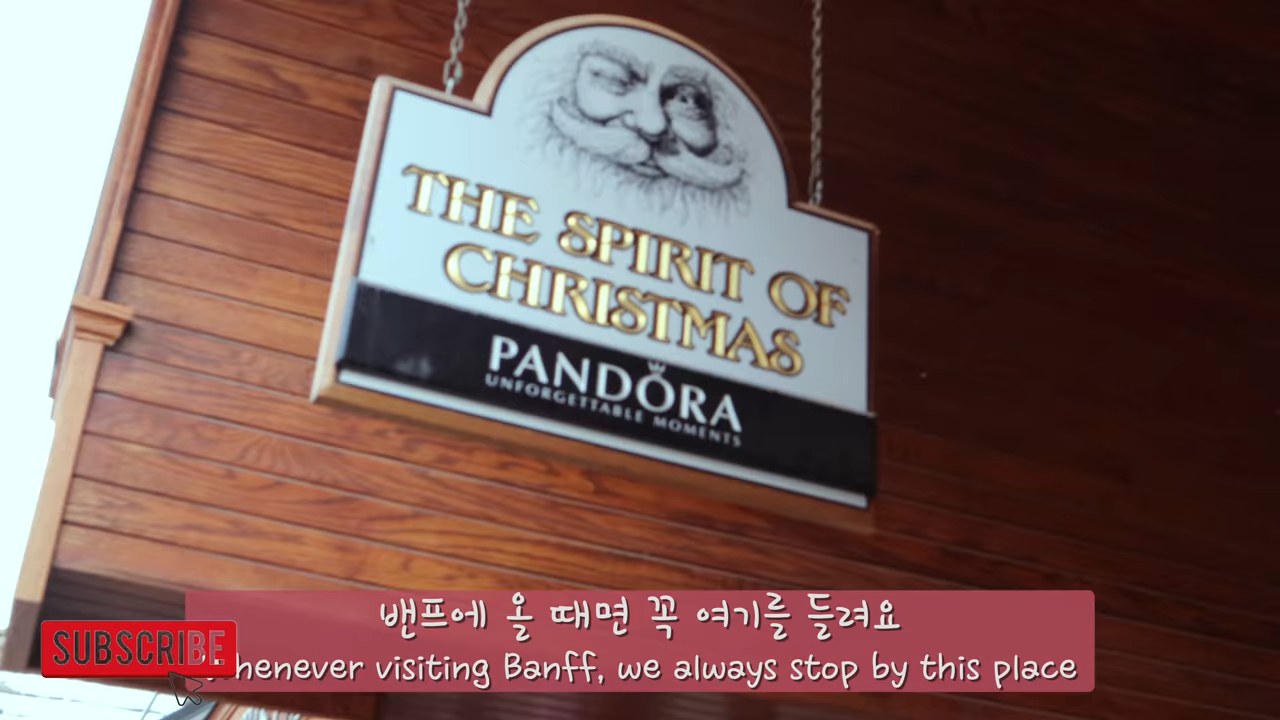 THE SPIRIT OF
CHRISTMAS
PANDORA
UNFORGETTABLE MOMENTS
밴프에 올 때면 꼭 여기를 들려요
Whenever visiting Banff, we always stop by this place
SUBSCRIBE